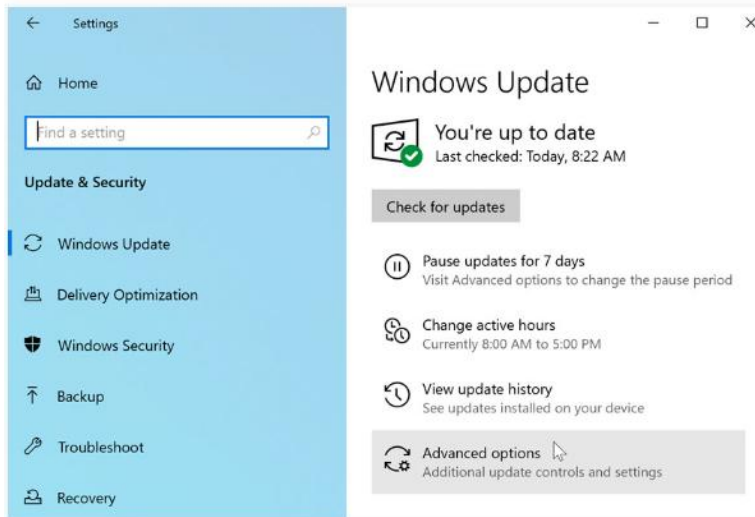 Settings
Home
Find a setting
Update & Security
Windows Update
Delivery Optimization
Windows Security
Backup
Troubleshoot
Recovery
Windows Update
You're up to date
Last checked: Today, 8:22 AM
Check for updates
Pause updates for 7 days
Visit Advanced options to change the pause period
Change active hours
Currently 8:00 AM to 5:00 PM
View update history
See updates installed on your device
Advanced options
Additional update controls and settings